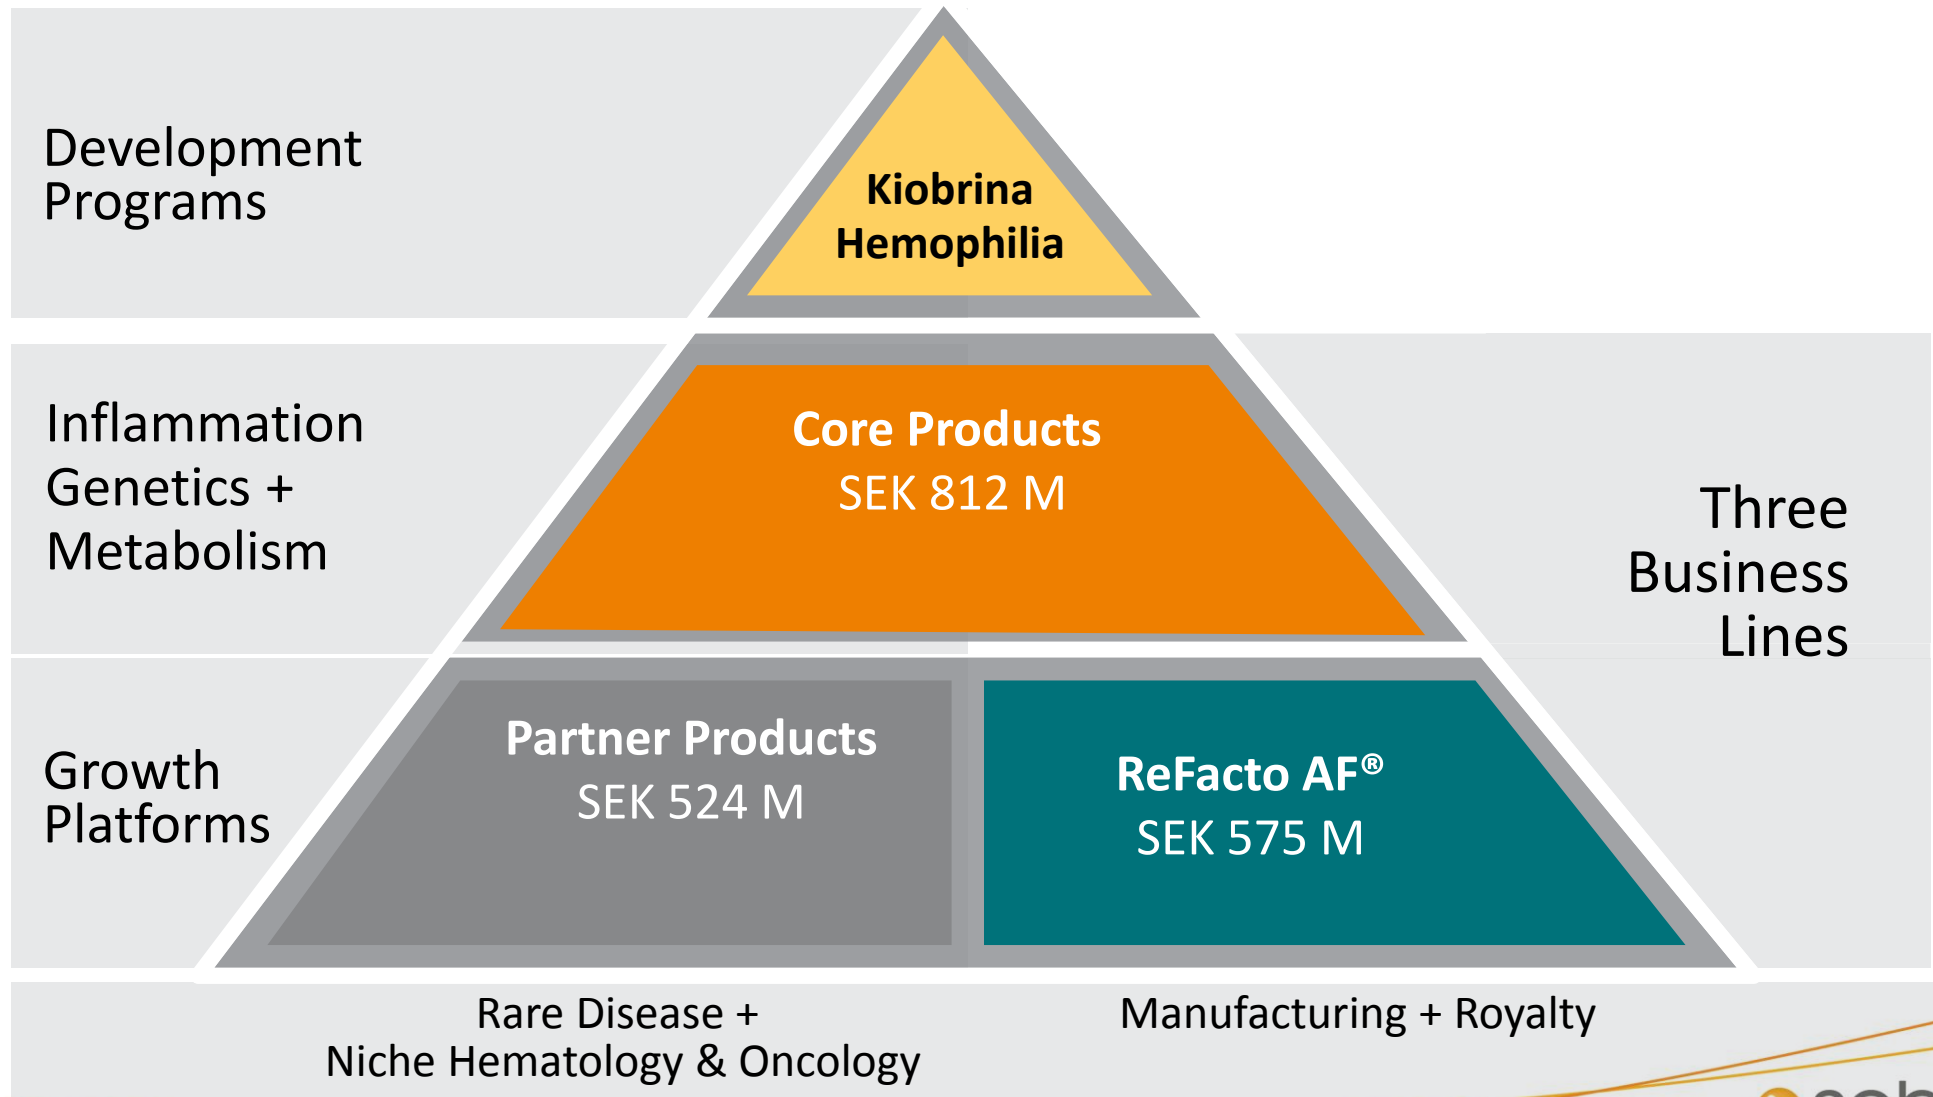 Development
Programs
Kiobrina
Hemophilia
Inflammation
Genetics +
Metabolism
Core Products
SEK 812 M
Three
Business
Lines
Growth
Platforms
Partner Products
SEK 524 M
ReFacto AF®
SEK 575 M
Rare Disease +
Niche Hematology & Oncology
Manufacturing + Royalty